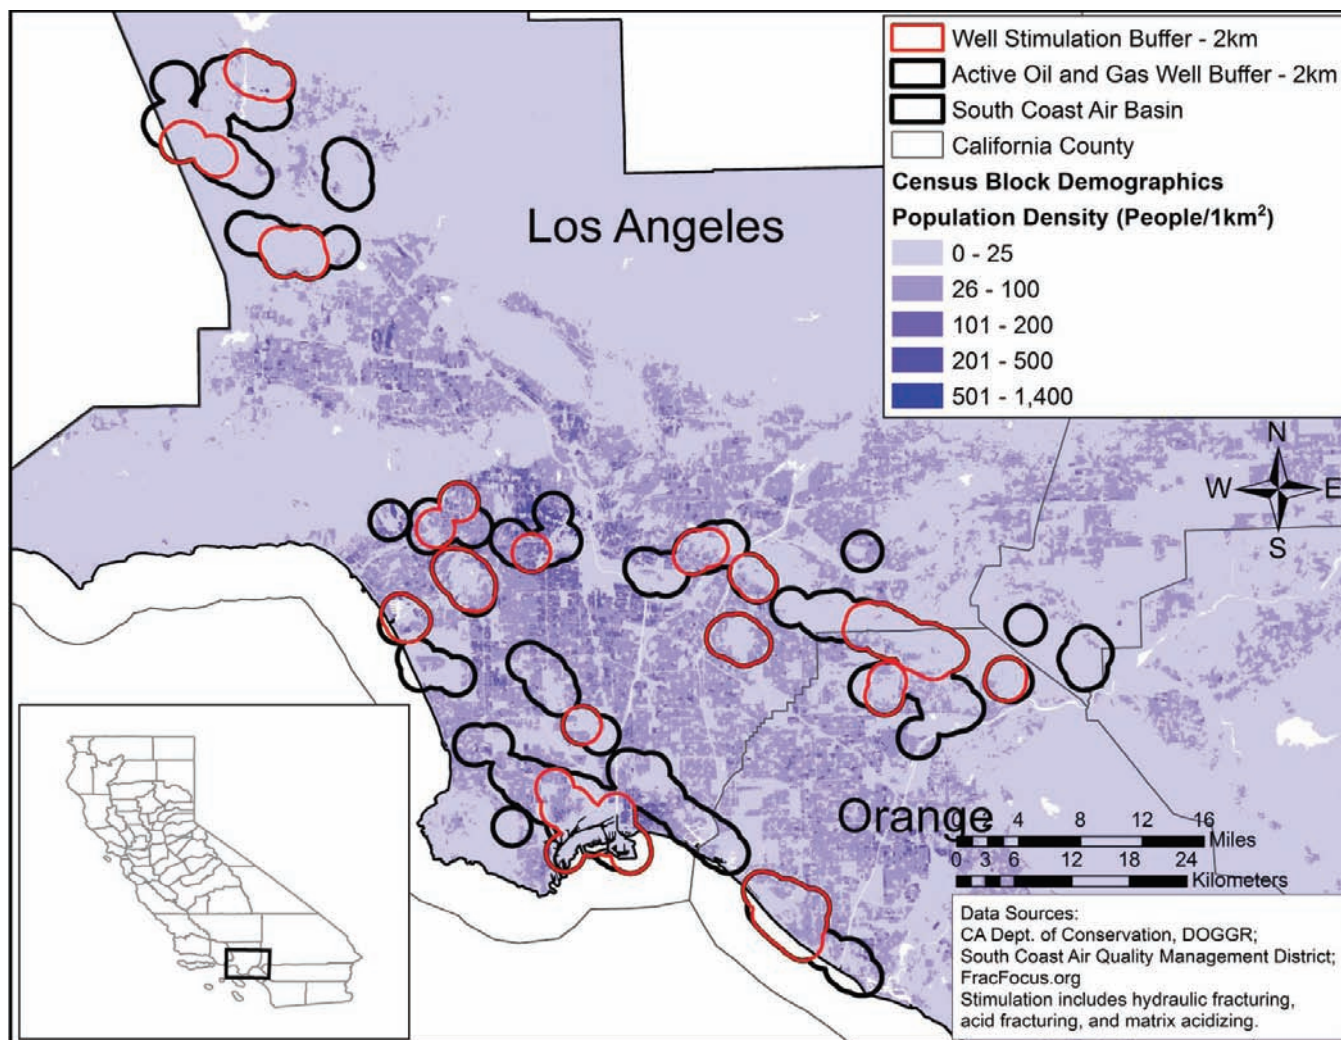 Well Stimulation Buffer - 2km
Active Oil and Gas Well Buffer - 2km
South Coast Air Basin
California County
Census Block Demographics
Population Density (People/1km²)
0 - 25
26 - 100
101 - 200
201 - 500
501 - 1,400
Los Angeles
N
W E
S
Orange
0 2 4 8 12 16
Miles
0 3 6 12 18 24
Kilometers
Data Sources:
CA Dept. of Conservation, DOGGR;
South Coast Air Quality Management District;
FracFocus.org
Stimulation includes hydraulic fracturing,
acid fracturing, and matrix acidizing.